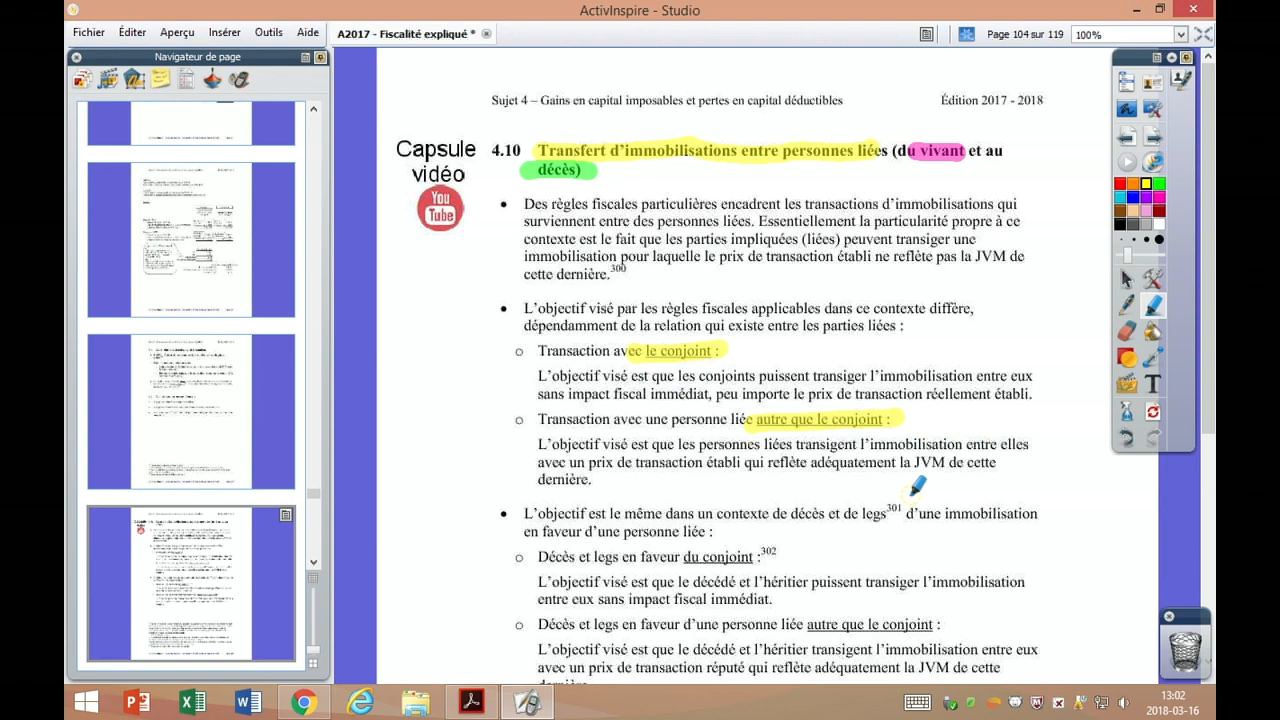 ActivInspire - Studio
Fichier Éditer Aperçu Insérer Outils Aide
A2017 - Fiscalité expliqué *
Page 104 sur 119
100%
Navigateur de page
Sujet 4 – Gains en capital imposables et pertes en capital déductibles Édition 2017 - 2018
Capsule
vidéo
You
Tube
4.10 Transfert d’immobilisations entre personnes liées (du vivant et au
décès)
• Des règles fiscales particulières encadrent les transactions d’immobilisations qui
surviennent entre personnes liées. Essentiellement, la particularité propre à ce
contexte est le fait que les parties impliquées (liées) peuvent transiger une
immobilisation pour laquelle le prix de transaction établi ne reflète pas la JVM de
cette dernière.300
• L’objectif visé par les règles fiscales applicables dans ce contexte diffère,
dépendamment de la relation qui existe entre les parties liées :
o Transaction avec le conjoint :
L’objectif visé est que les conjoints puissent transiger l’immobilisation entre eux
sans impact fiscal immédiat, peu importe le prix de transaction réellement établi.
o Transaction avec une personne liée autre que le conjoint :
L’objectif visé est que les personnes liées transigent l’immobilisation entre elles
avec un prix de transaction établi qui reflète adéquatement la JVM de cette
dernière.
• L’objectif est le même dans un contexte de décès et de legs301 d’une immobilisation
en faveur d’une personne liée :
Décès et legs en faveur du conjoint :302
L’objectif visé est que le décédé et l’héritier puissent transiger l’immobilisation
entre eux sans impact fiscal immédiat.
o Décès et legs en faveur d’une personne liée autre que le conjoint :
L’objectif visé est que le décédé et l’héritier transigent l’immobilisation entre eux
avec un prix de transaction réputé qui reflète adéquatement la JVM de cette
dernière.
13:02
2018-03-16